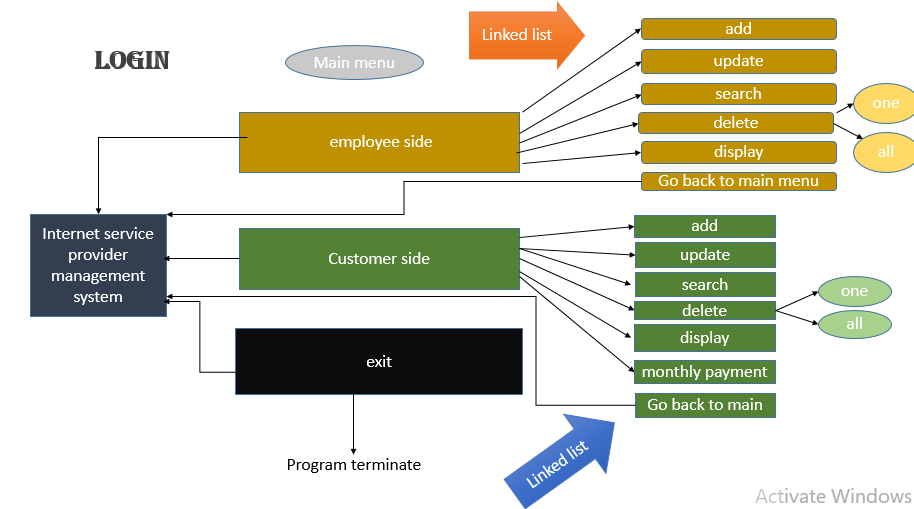 LOGIN
Main menu
Linked list
employee side
add
update
search
delete
display
Go back to main menu
one
all
Internet service
provider
management
system
Customer side
add
update
search
delete
display
monthly payment
Go back to main
one
all
exit
Program terminate
Linked list
Activate Windows